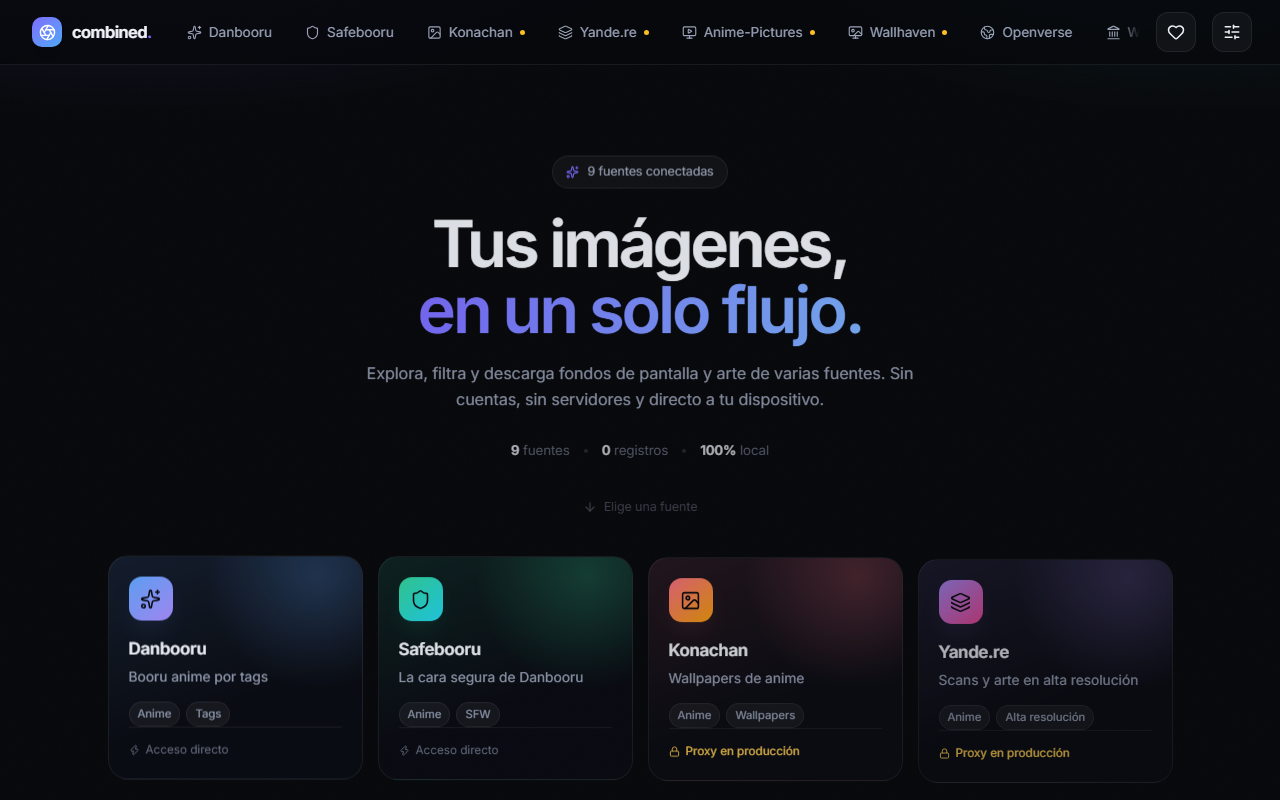 combined.
Danbooru
Safebooru
Konachan
Yande.re
Anime-Pictures
Wallhaven
Openverse
9 fuentes conectadas
Tus imágenes,
en un solo flujo.
Explora, filtra y descarga fondos de pantalla y arte de varias fuentes. Sin
cuentas, sin servidores y directo a tu dispositivo.
9 fuentes • 0 registros • 100% local
Elige una fuente
Danbooru
Booru anime por tags
Anime
Tags
Acceso directo
Safebooru
La cara segura de Danbooru
Anime
SFW
Acceso directo
Konachan
Wallpapers de anime
Anime
Wallpapers
Proxy en producción
Yande.re
Scans y arte en alta resolución
Anime
Alta resolución
Proxy en producción